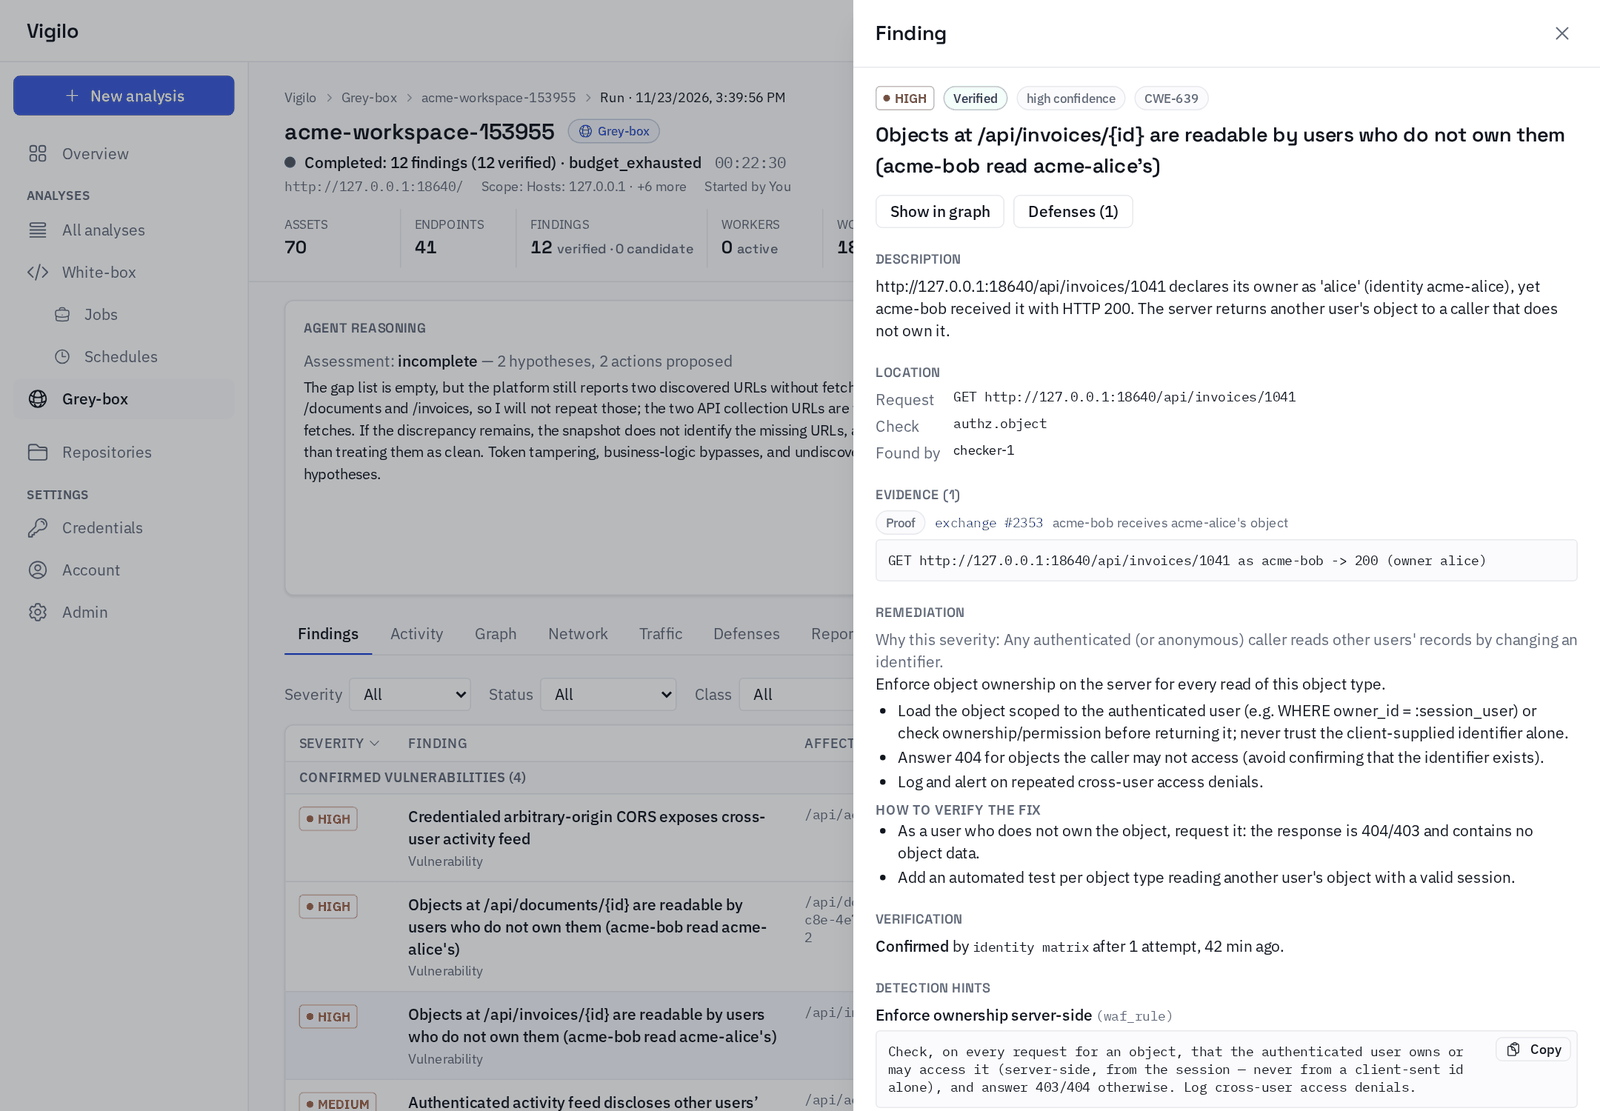 Vigilo
New analysis
Overview
ANALYSES
All analyses
White-box
Jobs
Schedules
Grey-box
Repositories
SETTINGS
Credentials
Account
Admin
Vigilo > Grey-box > acme-workspace-153955 > Run · 11/23/2026, 3:39:56 PM
acme-workspace-153955 Grey-box
Completed: 12 findings (12 verified) · budget_exhausted 00:22:30
http://127.0.0.1:18640/ Scope: Hosts: 127.0.0.1 · +6 more Started by You
ASSETS ENDPOINTS FINDINGS WORKERS
70 41 12 verified · 0 candidate 0 active
AGENT REASONING
Assessment: incomplete — 2 hypotheses, 2 actions proposed
The gap list is empty, but the platform still reports two discovered URLs without
/documents and /invoices, so I will not repeat those; the two API collection URLs are
fetches. If the discrepancy remains, the snapshot does not identify the missing URLs,
than treating them as clean. Token tampering, business-logic bypasses, and
hypotheses.
Findings Activity Graph Network Traffic Defenses
Severity All Status All Class All
SEVERITY FINDING
CONFIRMED VULNERABILITIES (4)
HIGH Credentialed arbitrary-origin CORS exposes cross-
user activity feed
Vulnerability
HIGH Objects at /api/documents/{id} are readable by
users who do not own them (acme-bob read acme-
alice's)
Vulnerability
HIGH Objects at /api/invoices/{id} are readable by users
who do not own them (acme-bob read acme-alice's)
Vulnerability
MEDIUM Authenticated activity feed discloses other users’
Finding
HIGH Verified high confidence CWE-639
Objects at /api/invoices/{id} are readable by users who do not own them
(acme-bob read acme-alice’s)
Show in graph Defenses (1)
DESCRIPTION
http://127.0.0.1:18640/api/invoices/1041 declares its owner as 'alice' (identity acme-alice), yet
acme-bob received it with HTTP 200. The server returns another user's object to a caller that does
not own it.
LOCATION
Request GET http://127.0.0.1:18640/api/invoices/1041
Check authz.object
Found by checker-1
EVIDENCE (1)
Proof exchange #2353 acme-bob receives acme-alice's object
GET http://127.0.0.1:18640/api/invoices/1041 as acme-bob -> 200 (owner alice)
REMEDIATION
Why this severity: Any authenticated (or anonymous) caller reads other users' records by changing an
identifier.
Enforce object ownership on the server for every read of this object type.
• Load the object scoped to the authenticated user (e.g. WHERE owner_id = :session_user) or
check ownership/permission before returning it; never trust the client-supplied identifier alone.
• Answer 404 for objects the caller may not access (avoid confirming that the identifier exists).
• Log and alert on repeated cross-user access denials.
HOW TO VERIFY THE FIX
• As a user who does not own the object, request it: the response is 404/403 and contains no
object data.
• Add an automated test per object type reading another user's object with a valid session.
VERIFICATION
Confirmed by identity matrix after 1 attempt, 42 min ago.
DETECTION HINTS
Enforce ownership server-side (waf_rule)
Copy
Check, on every request for an object, that the authenticated user owns or
may access it (server-side, from the session — never from a client-sent id
alone), and answer 403/404 otherwise. Log cross-user access denials.